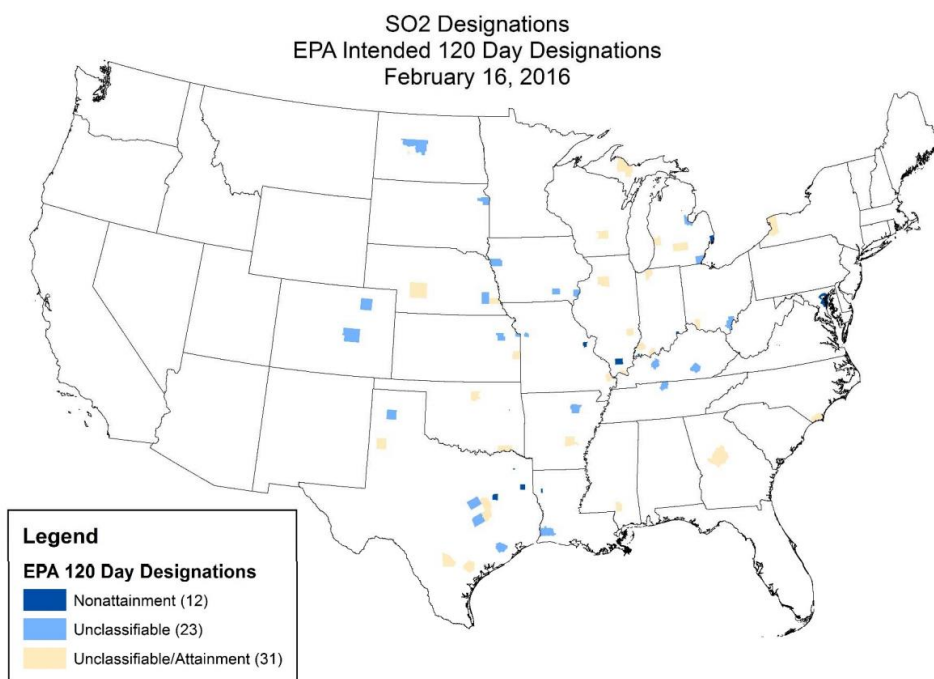 SO2 Designations
EPA Intended 120 Day Designations
February 16, 2016
Legend
EPA 120 Day Designations
Nonattainment (12)
Unclassifiable (23)
Unclassifiable/Attainment (31)